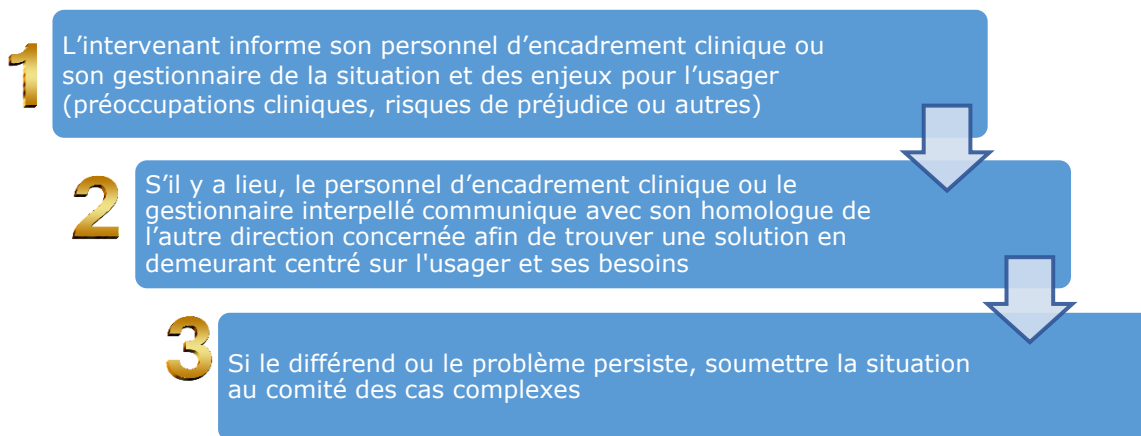 1
L’intervenant informe son personnel d’encadrement clinique ou
son gestionnaire de la situation et des enjeux pour l’usager
(préoccupations cliniques, risques de préjudice ou autres)
2
S’il y a lieu, le personnel d’encadrement clinique ou le
gestionnaire interpellé communique avec son homologue de
l’autre direction concernée afin de trouver une solution en
demeurant centré sur l'usager et ses besoins
3
Si le différend ou le problème persiste, soumettre la situation
au comité des cas complexes